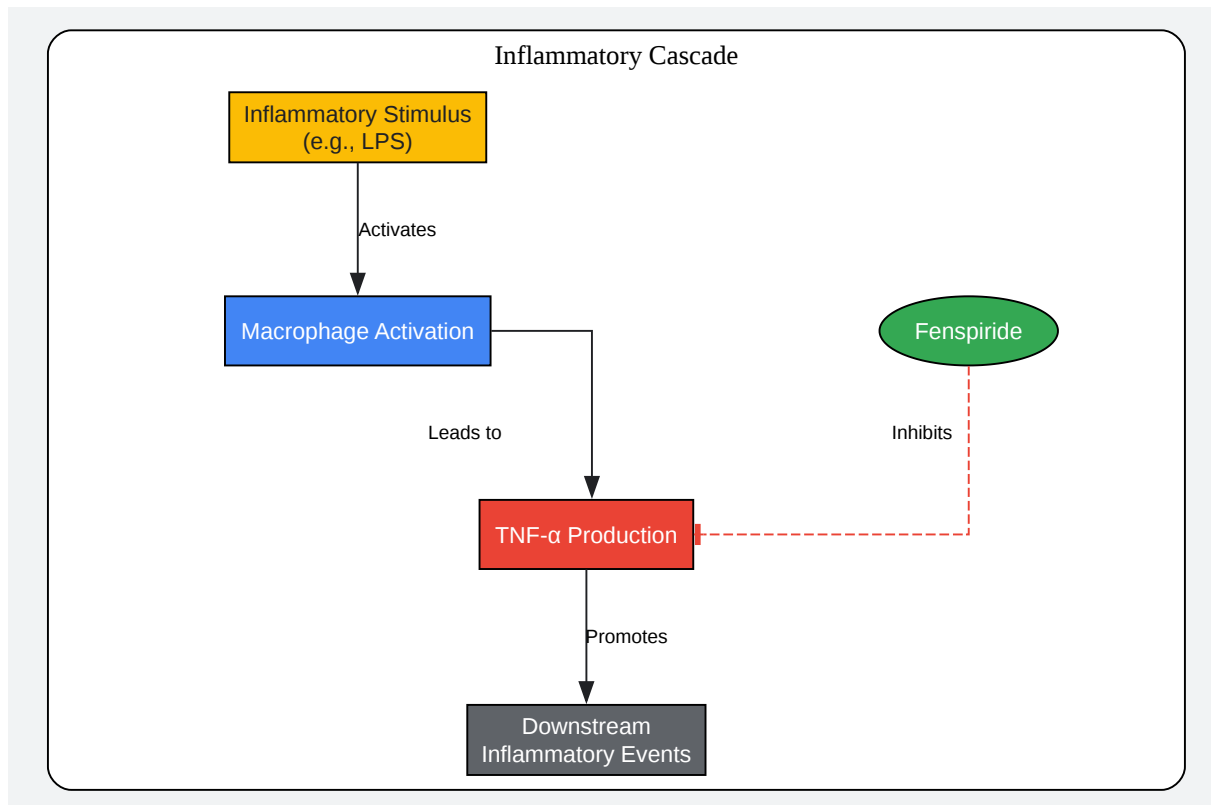 Inflammatory Cascade
Inflammatory Stimulus
(e.g., LPS)
Activates
Macrophage Activation
Fenspiride
Leads to
Inhibits
TNF-α Production
Promotes
Downstream
Inflammatory Events